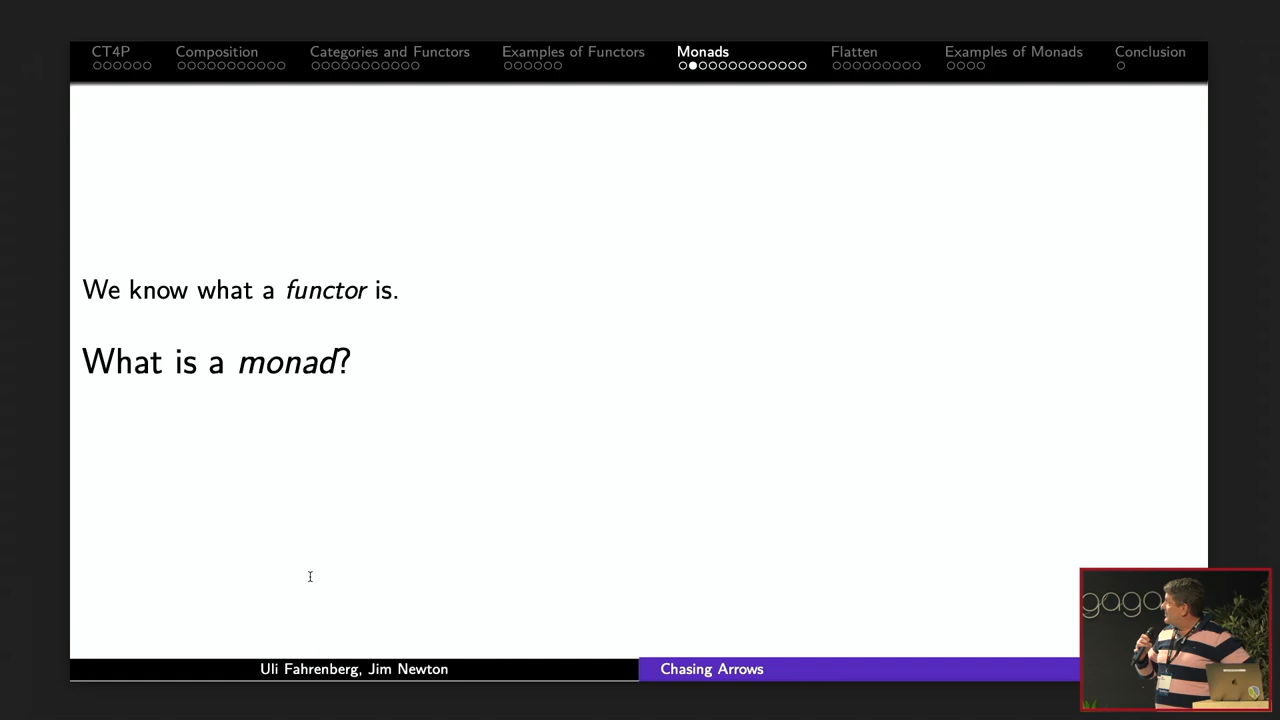 CT4P Composition Categories and Functors Examples of Functors Monads Flatten Examples of Monads Conclusion
We know what a functor is.
What is a monad?
Uli Fahrenberg, Jim Newton Chasing Arrows
gaga